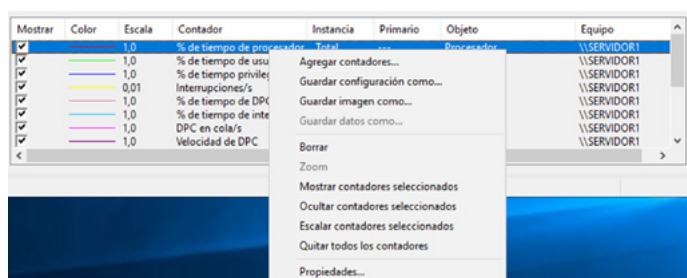 Mostrar Color Escala Contador Instancia Primario Objeto Equipo
1,0 % de tiempo de procesador _Total --- Procesador \\SERVIDOR1
1,0 % de tiempo de usu \\SERVIDOR1
1,0 % de tiempo privileg \\SERVIDOR1
0,01 Interrupciones/s \\SERVIDOR1
1,0 % de tiempo de DPC \\SERVIDOR1
1,0 % de tiempo de inte \\SERVIDOR1
1,0 DPC en cola/s \\SERVIDOR1
1,0 Velocidad de DPC \\SERVIDOR1
Agregar contadores...
Guardar configuración como...
Guardar imagen como...
Guardar datos como...
Borrar
Zoom
Mostrar contadores seleccionados
Ocultar contadores seleccionados
Escalar contadores seleccionados
Quitar todos los contadores
Propiedades...